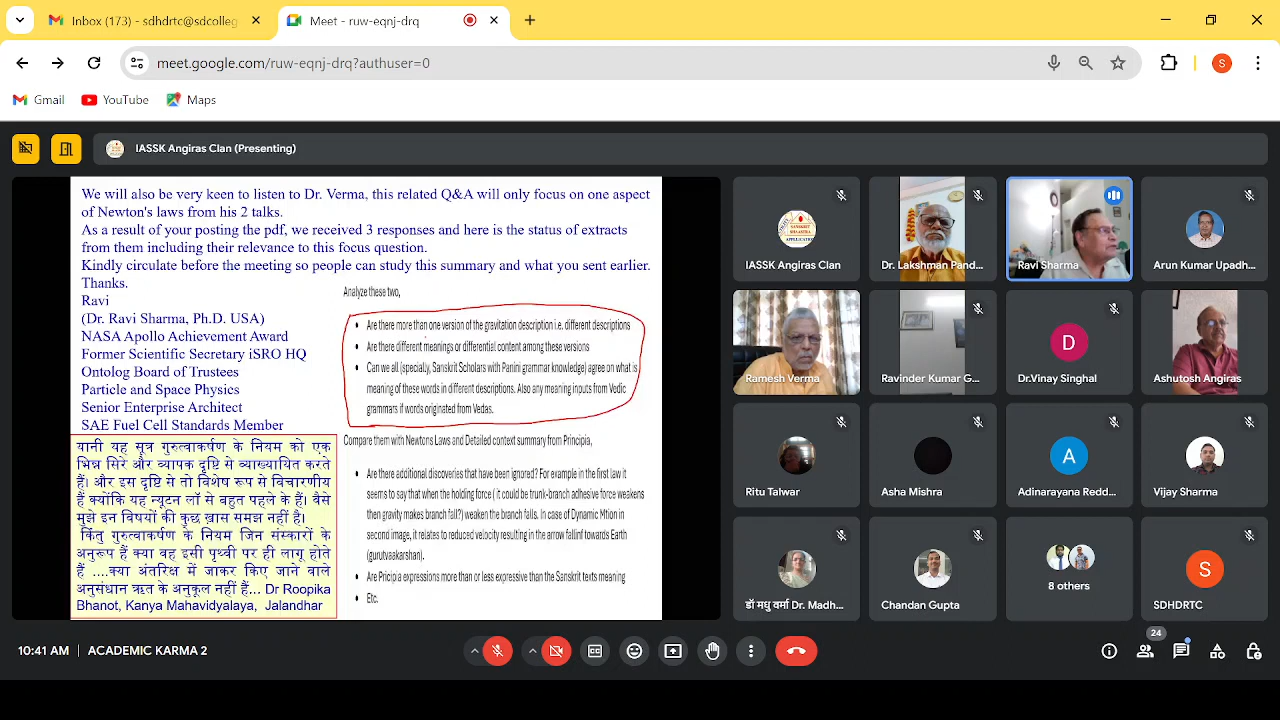 Inbox (173) - sdhdrtc@sdcolleg
Meet - ruw-eqnj-drq
meet.google.com/ruw-eqnj-drq?authuser=0
Gmail
YouTube
Maps
S
IASSK Angiras Clan (Presenting)
We will also be very keen to listen to Dr. Verma, this related Q&A will only focus on one aspect
of Newton's laws from his 2 talks.
As a result of your posting the pdf, we received 3 responses and here is the status of extracts
from them including their relevance to this focus question.
Kindly circulate before the meeting so people can study this summary and what you sent earlier.
Thanks.
Ravi
(Dr. Ravi Sharma, Ph.D. USA)
NASA Apollo Achievement Award
Former Scientific Secretary iSRO HQ
Ontolog Board of Trustees
Particle and Space Physics
Senior Enterprise Architect
SAE Fuel Cell Standards Member
यानी यह सूत्र गुरुत्वाकर्षण के नियम को एक
भिन्न सिरे और व्यापक दृष्टि से व्याख्यायित करते
हैं। और इस दृष्टि से तो विशेष रूप से विचारणीय
हैं क्योंकि यह न्यूटन लॉ से बहुत पहले के हैं। वैसे
मुझे इन विषयों की कुछ ख़ास समझ नहीं है।
किंतु गुरुत्वाकर्षण के नियम जिन संस्कारों के
अनुरूप हैं क्या वह इसी पृथ्वी पर ही लागू होते
हैं ....क्या अंतरिक्ष में जाकर किए जाने वाले
अनुसंधान ऋत के अनुकूल नहीं हैं... Dr Roopika
Bhanot, Kanya Mahavidyalaya, Jalandhar
Analyze these two,
• Are there more than one version of the gravitation description i.e. different descriptions
• Are there different meanings or differential content among these versions
• Can we all (specially, Sanskrit Scholars with Panini grammar knowledge) agree on what is
meaning of these words in different descriptions. Also any meaning inputs from Vedic
grammars if words originated from Vedas.
Compare them with Newtons Laws and Detailed context summary from Principia,
• Are there additional discoveries that have been ignored? For example in the first law it
seems to say that when the holding force ( it could be trunk-branch adhesive force weakens
then gravity makes branch fall?) weaken the branch falls. In case of Dynamic Mtion in
second image, it relates to reduced velocity resulting in the arrow fallinf towards Earth
(gurutvaakarshan).
• Are Pricipia expressions more than or less expressive than the Sanskrit texts meaning
• Etc.
IASSK Angiras Clan
Dr. Lakshman Pand...
Ravi Sharma
Arun Kumar Upadh...
Ramesh Verma
Ravinder Kumar G...
D
Dr.Vinay Singhal
Ashutosh Angiras
Ritu Talwar
Asha Mishra
A
Adinarayana Redd...
Vijay Sharma
डॉ मधु वर्मा Dr. Madh...
Chandan Gupta
8 others
S
SDHDRTC
10:41 AM
ACADEMIC KARMA 2
24